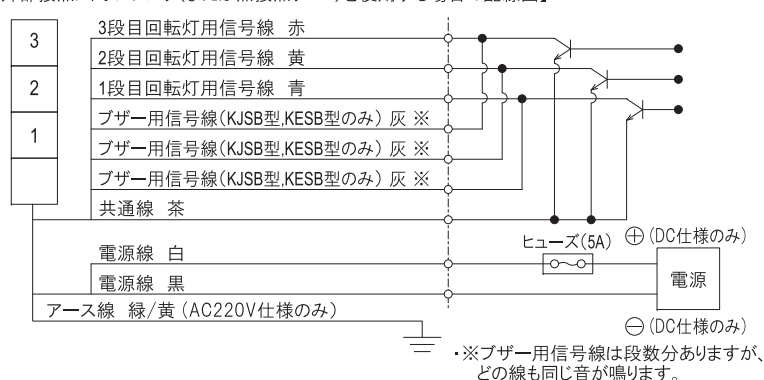 3
2
1
3段目回転灯用信号線 赤
2段目回転灯用信号線 黄
1段目回転灯用信号線 青
ブザー用信号線(KJSB型,KESB型のみ) 灰 ※
ブザー用信号線(KJSB型,KESB型のみ) 灰 ※
ブザー用信号線(KJSB型,KESB型のみ) 灰 ※
共通線 茶
電源線 白
電源線 黒
アース線 緑/黄 (AC220V仕様のみ)
ヒューズ(5A)
⊕(DC仕様のみ)
電源
⊖(DC仕様のみ)
・※ブザー用信号線は段数分ありますが、
どの線も同じ音が鳴ります。